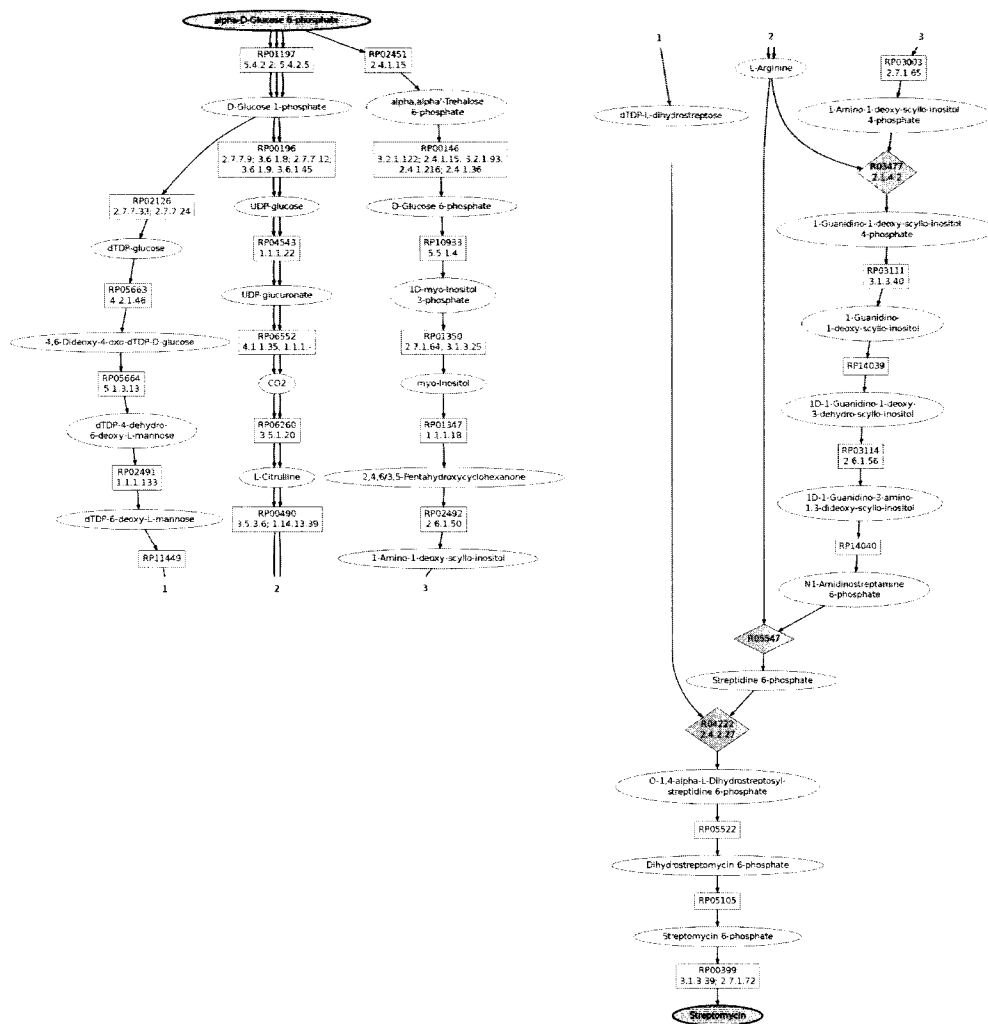 alpha-D-Glucose 6-phosphate
RP01197
5.4.2.2; 5.4.2.5
RP02451
2.4.1.15
D-Glucose 1-phosphate
alpha,alpha'-Trehalose
6-phosphate
RP00196
2.7.7.9; 3.6.1.8; 2.7.7.12;
3.6.1.9; 3.6.1.45
RP00146
3.2.1.122; 2.4.1.15; 3.2.1.93;
2.4.1.216; 2.4.1.36
RP02126
2.7.7.33; 2.7.7.24
UDP-glucose
D-Glucose 6-phosphate
dTDP-glucose
RP04543
1.1.1.22
RP10933
5.5.1.4
RP05663
4.2.1.46
UDP-glucuronate
1D-myo-Inositol
3-phosphate
4,6-Dideoxy-4-oxo-dTDP-D-glucose
RP06552
4.1.1.35; 1.1.1.-
RP01350
2.7.1.64; 3.1.3.25
RP05664
5.1.3.13
CO2
myo-Inositol
dTDP-4-dehydro-
6-deoxy-L-mannose
RP06260
3.5.1.20
RP01347
1.1.1.18
RP02491
1.1.1.133
L-Citrulline
2,4,6/3,5-Pentahydroxycyclohexanone
dTDP-6-deoxy-L-mannose
RP00490
3.5.3.6; 1.14.13.39
RP02492
2.6.1.50
RP11449
1-Amino-1-deoxy-scyllo-inositol
1
2
3
1
2
3
L-Arginine
RP03003
2.7.1.65
dTDP-L-dihydrostreptose
1-Amino-1-deoxy-scyllo-inositol
4-phosphate
R03477
2.1.4.2
1-Guanidino-1-deoxy-scyllo-inositol
4-phosphate
RP03111
3.1.3.40
1-Guanidino-
1-deoxy-scyllo-inositol
RP14039
1D-1-Guanidino-1-deoxy-
3-dehydro-scyllo-inositol
RP03114
2.6.1.56
1D-1-Guanidino-3-amino-
1,3-dideoxy-scyllo-inositol
RP14040
N1-Amidinostreptamine
6-phosphate
R05547
Streptidine 6-phosphate
R04222
2.4.2.27
O-1,4-alpha-L-Dihydrostreptosyl-
streptidine 6-phosphate
RP05522
Dihydrostreptomycin 6-phosphate
RP05105
Streptomycin 6-phosphate
RP00399
3.1.3.39; 2.7.1.72
Streptomycin